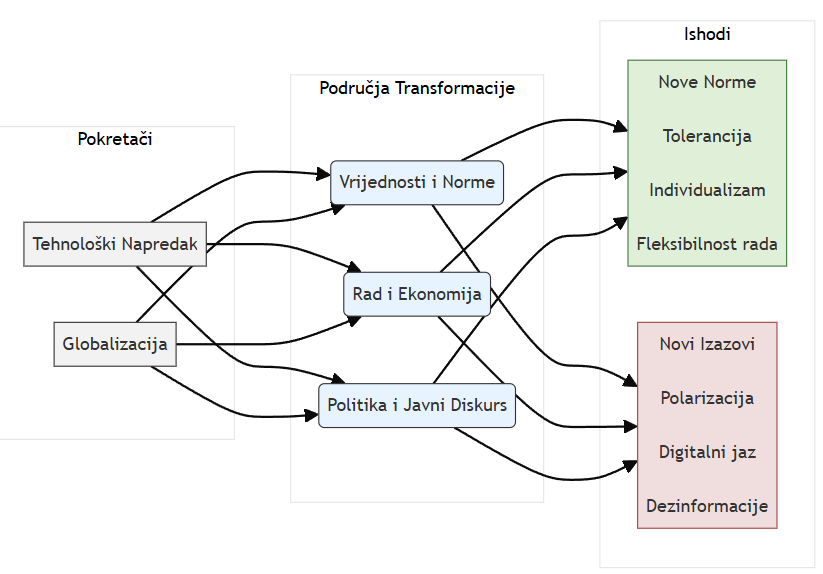 Pokretači
Tehnološki Napredak
Globalizacija
Područja Transformacije
Vrijednosti i Norme
Rad i Ekonomija
Politika i Javni Diskurs
Ishodi
Nove Norme
Tolerancija
Individualizam
Fleksibilnost rada
Novi Izazovi
Polarizacija
Digitalni jaz
Dezinformacije